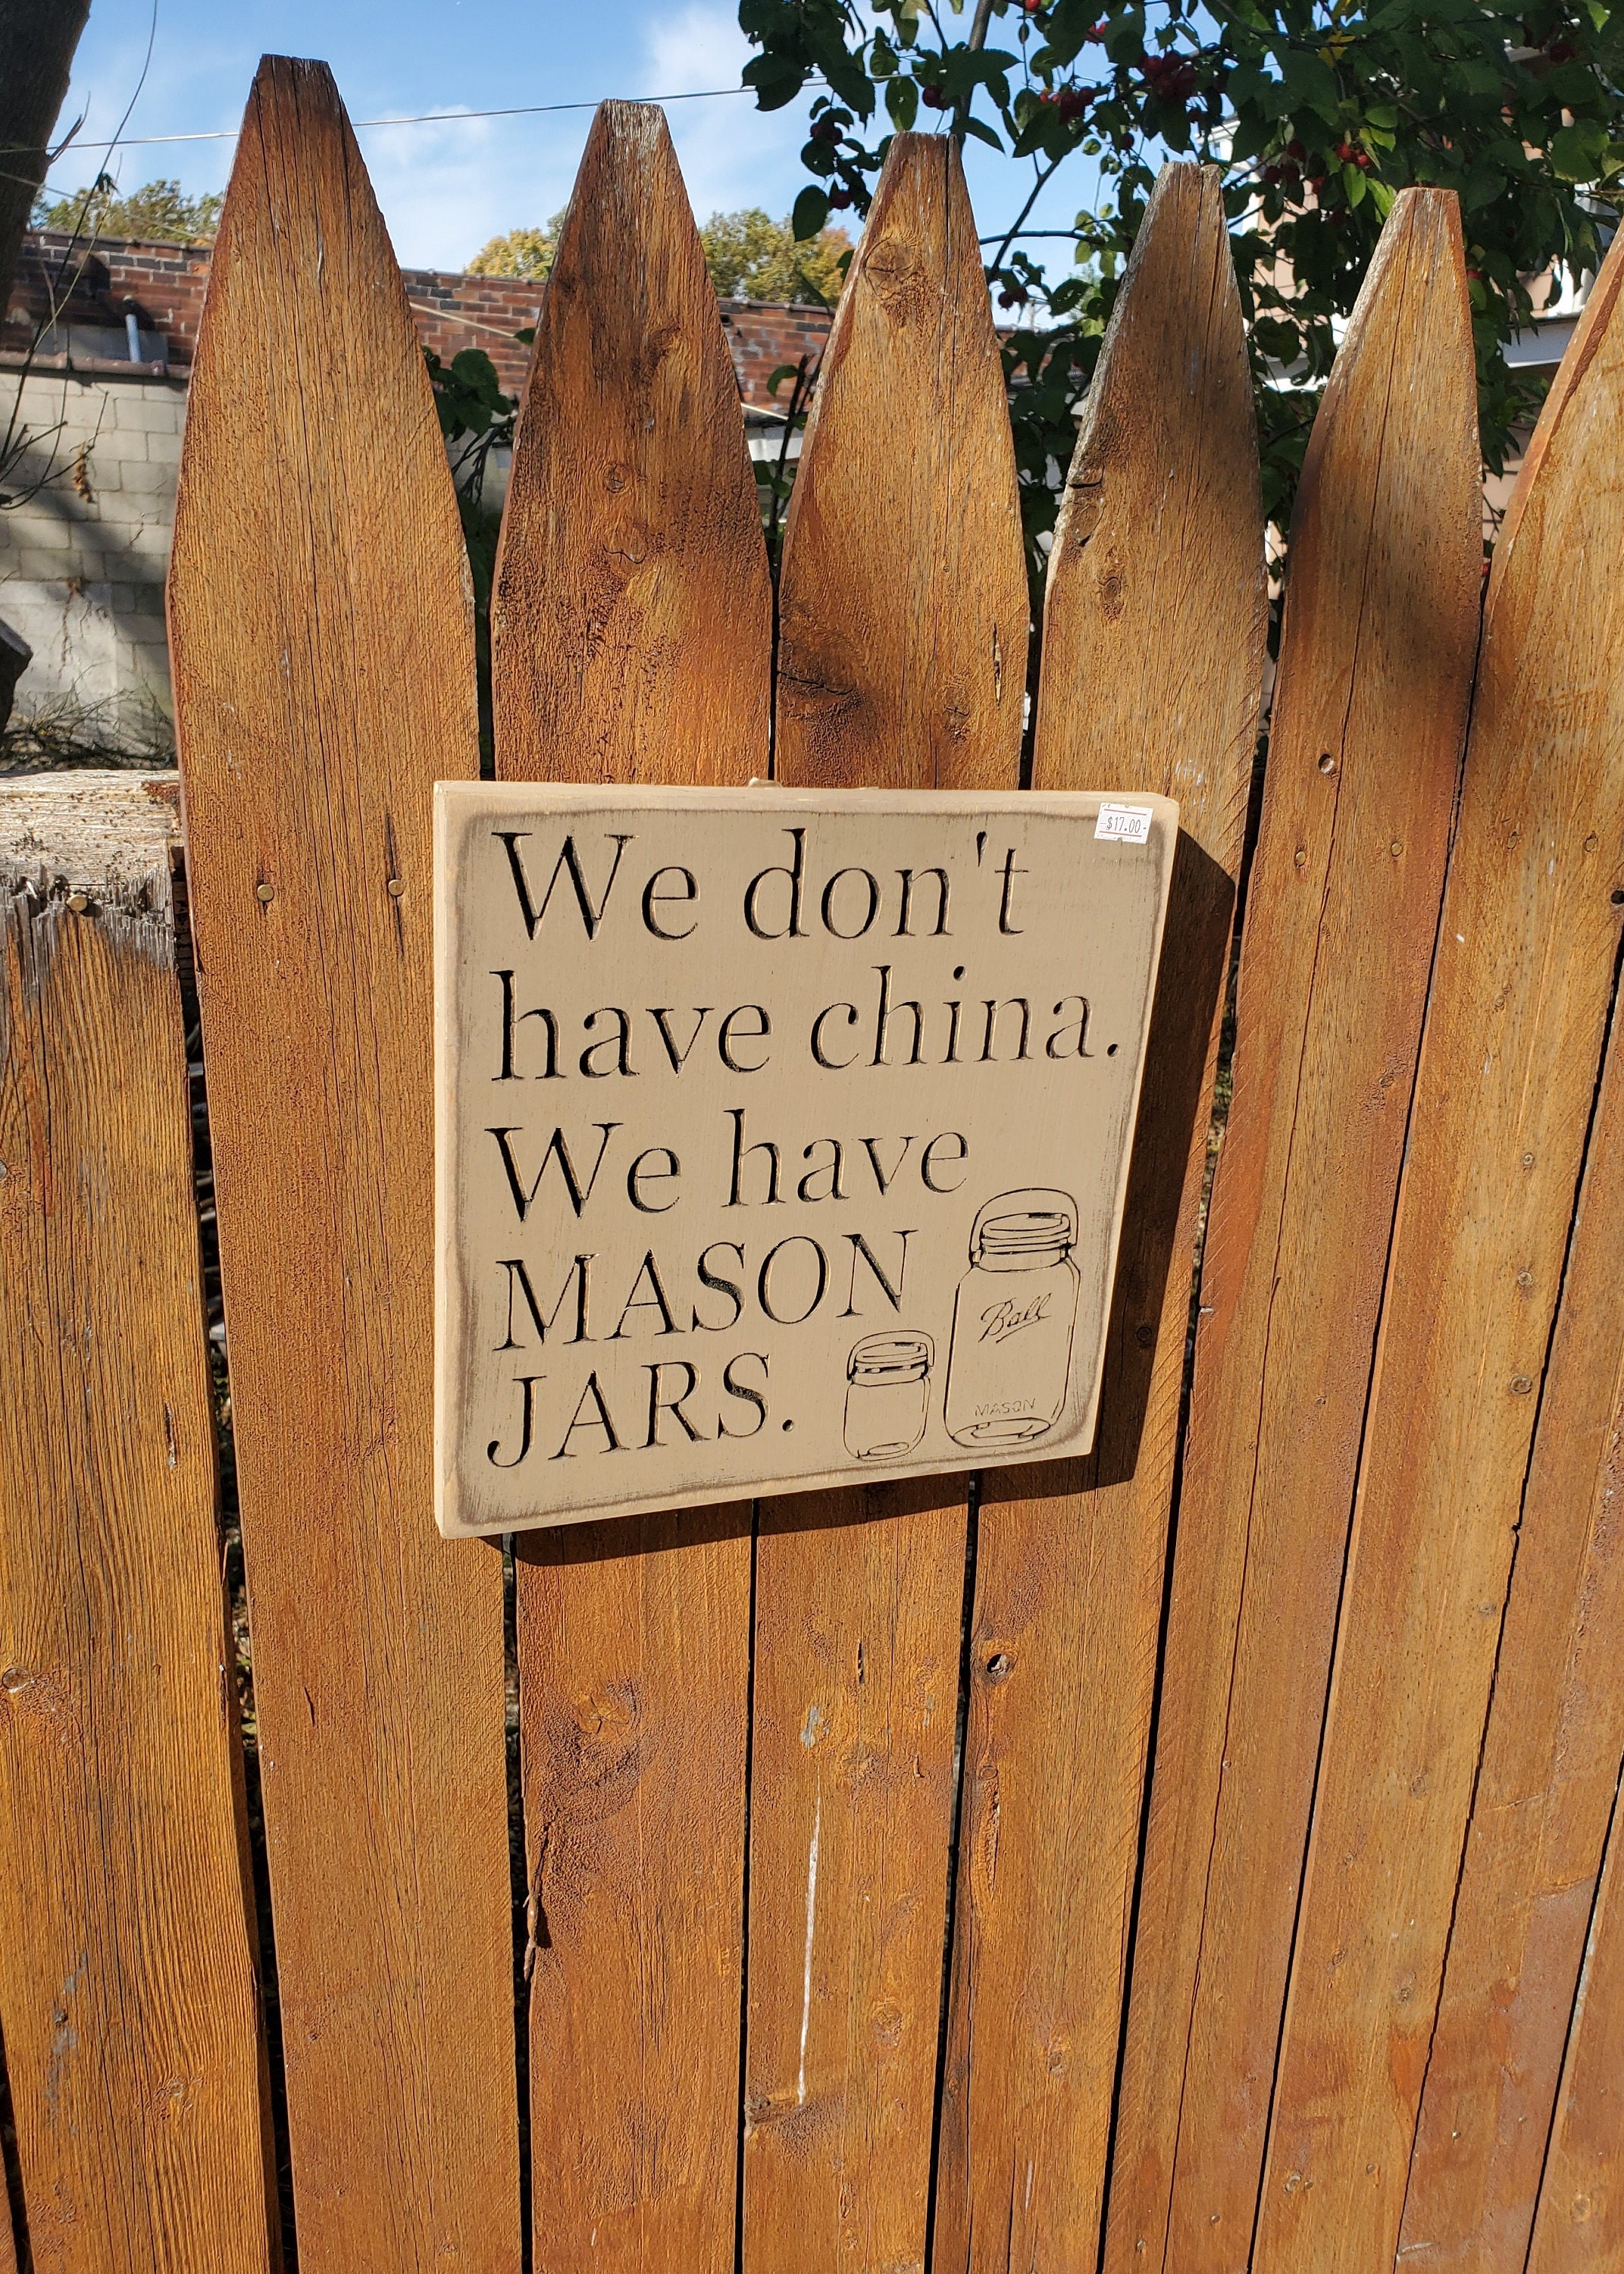 $17.00
We don't
have china.
We have
MASON
JARS.
Ball
MASON